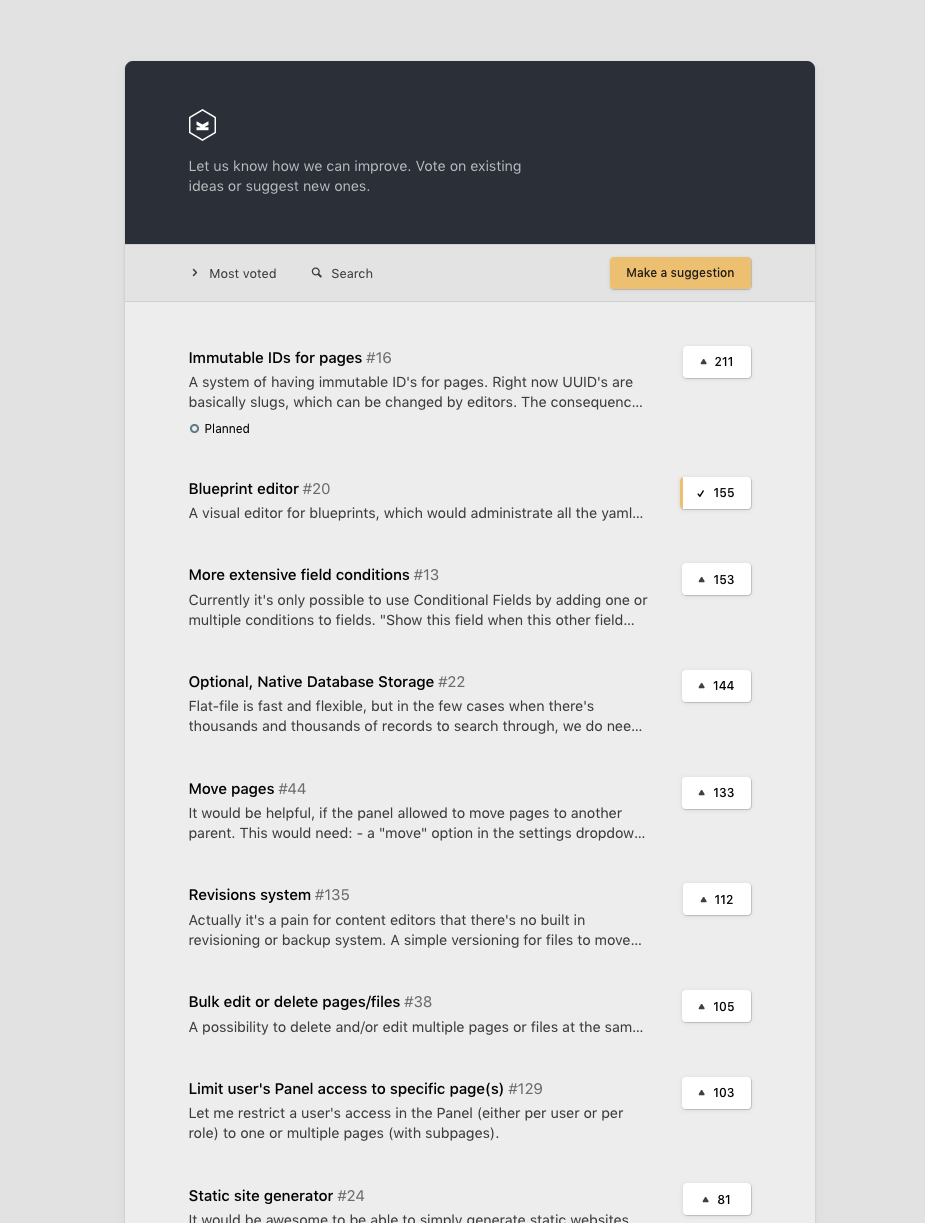 Let us know how we can improve. Vote on existing
ideas or suggest new ones.
Most voted
Search
Make a suggestion
Immutable IDs for pages #16
211
A system of having immutable ID's for pages. Right now UUID's are
basically slugs, which can be changed by editors. The consequenc...
Planned
Blueprint editor #20
155
A visual editor for blueprints, which would administrate all the yaml...
More extensive field conditions #13
153
Currently it's only possible to use Conditional Fields by adding one or
multiple conditions to fields. "Show this field when this other field...
Optional, Native Database Storage #22
144
Flat-file is fast and flexible, but in the few cases when there's
thousands and thousands of records to search through, we do nee...
Move pages #44
133
It would be helpful, if the panel allowed to move pages to another
parent. This would need: - a "move" option in the settings dropdow...
Revisions system #135
112
Actually it's a pain for content editors that there's no built in
revisioning or backup system. A simple versioning for files to move...
Bulk edit or delete pages/files #38
105
A possibility to delete and/or edit multiple pages or files at the sam...
Limit user's Panel access to specific page(s) #129
103
Let me restrict a user's access in the Panel (either per user or per
role) to one or multiple pages (with subpages).
Static site generator #24
81
It would be awesome to be able to simply generate static websites